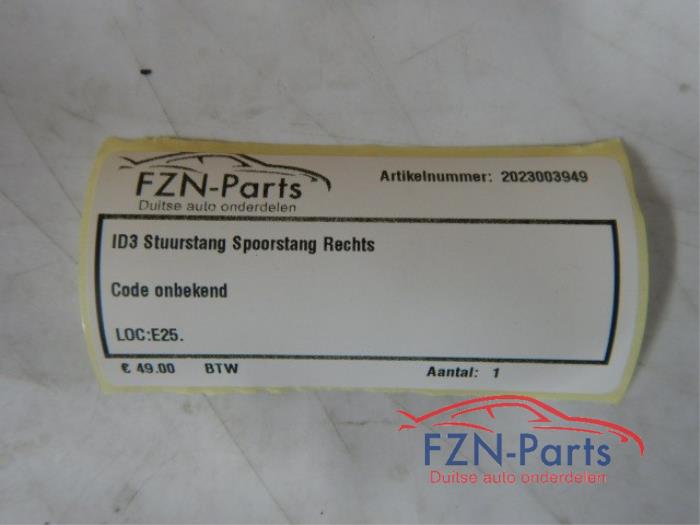 FZN-Parts
Duitse auto onderdelen
Artikelnummer: 2023003949
ID3 Stuurstang Spoorstang Rechts
Code onbekend
LOC:E25.
€ 49.00 BTW Aantal: 1
FZN-Parts
Duitse auto onderdelen